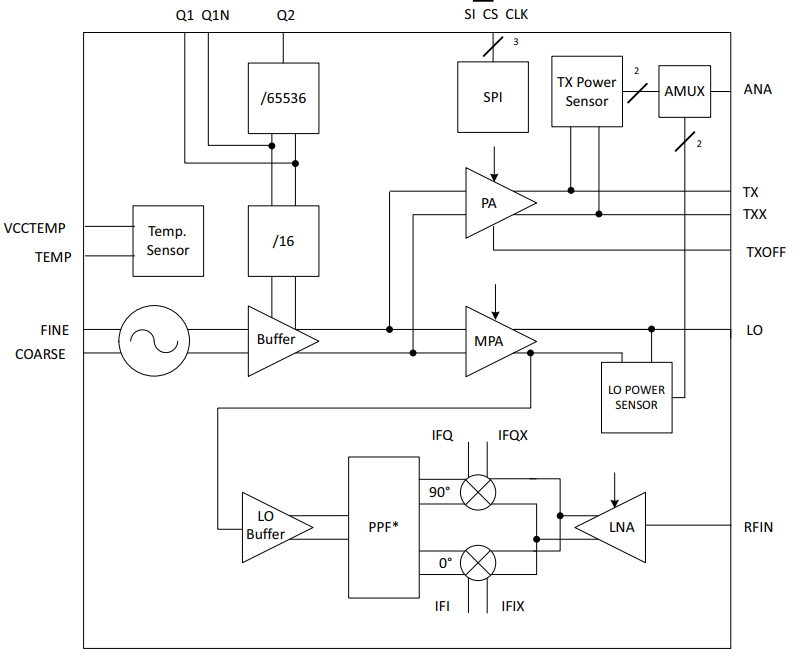 Q1 Q1N Q2 SI CS CLK
3
/65536
SPI
TX Power
Sensor
2
AMUX
ANA
2
PA
TX
TXX
TXOFF
VCCTEMP
TEMP
Temp.
Sensor
/16
FINE
COARSE
Buffer
MPA
LO
LO POWER
SENSOR
IFQ IFQX
90°
LO
Buffer
PPF*
LNA
RFIN
0°
IFI IFIX